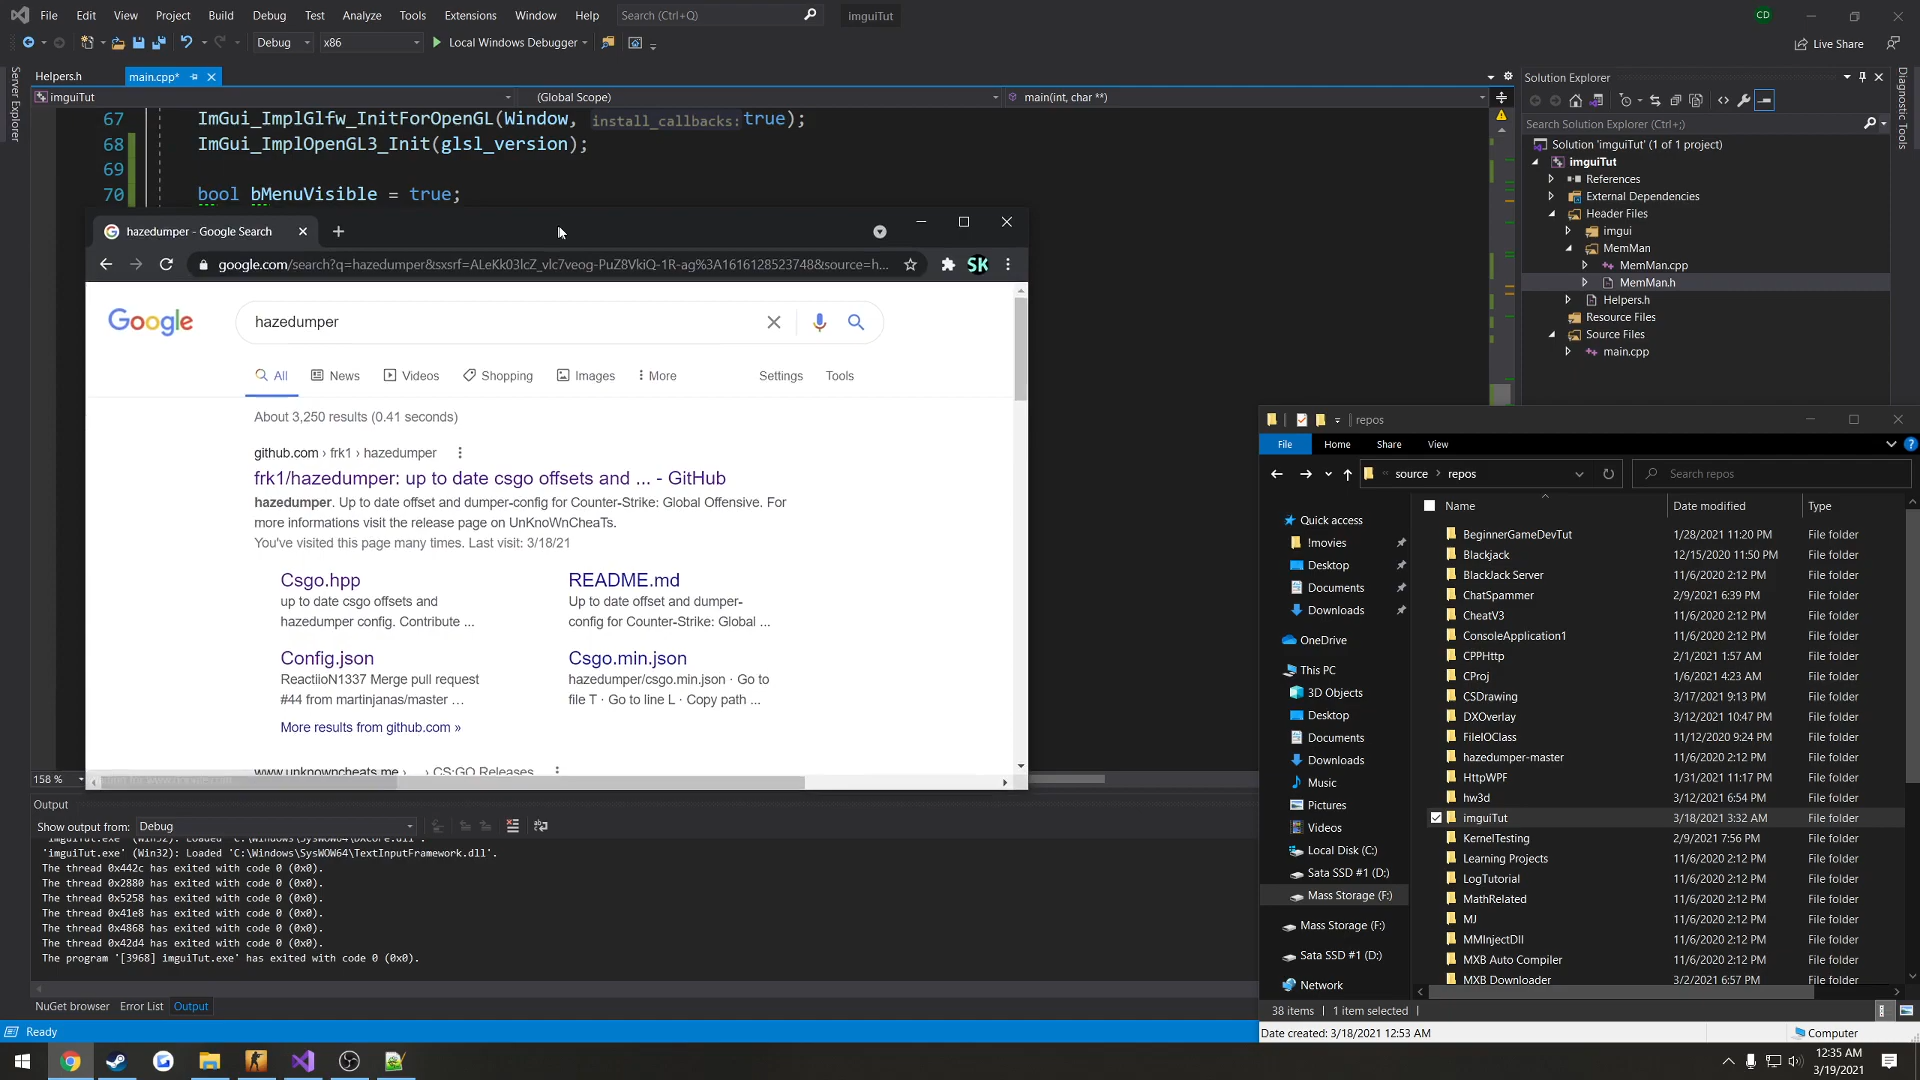 File Edit View Project Build Debug Test Analyze Tools Extensions Window Help Search (Ctrl+Q) imguiTut CD
Debug x86 Local Windows Debugger Live Share
Server Explorer
Helpers.h main.cpp*
imguiTut (Global Scope) main(int, char **)
67 ImGui_ImplGlfw_InitForOpenGL(Window, install_callbacks: true);
68 ImGui_ImplOpenGL3_Init(glsl_version);
69
70 bool bMenuVisible = true;
hazedumper - Google Search
google.com/search?q=hazedumper&sxsrf=ALeKk03lcZ_vlc7veog-PuZ8VkiQ-1R-ag%3A1616128523748&source=h... SK
Google hazedumper
All News Videos Shopping Images More Settings Tools
About 3,250 results (0.41 seconds)
github.com › frk1 › hazedumper
frk1/hazedumper: up to date csgo offsets and ... - GitHub
hazedumper. Up to date offset and dumper-config for Counter-Strike: Global Offensive. For
more informations visit the release page on UnKnoWnCheaTs.
You've visited this page many times. Last visit: 3/18/21
Csgo.hpp
up to date csgo offsets and
hazedumper config. Contribute ...
README.md
Up to date offset and dumper-
config for Counter-Strike: Global ...
Config.json
ReactiioN1337 Merge pull request
#44 from martinjanas/master ...
Csgo.min.json
hazedumper/csgo.min.json · Go to
file T · Go to line L · Copy path ...
More results from github.com »
www.unknowncheats.me › ... › CS:GO Releases
158 %
Output
Show output from: Debug
'imguiTut.exe' (Win32): Loaded 'C:\Windows\SysWOW64\DXCore.dll'.
'imguiTut.exe' (Win32): Loaded 'C:\Windows\SysWOW64\TextInputFramework.dll'.
The thread 0x442c has exited with code 0 (0x0).
The thread 0x2880 has exited with code 0 (0x0).
The thread 0x5258 has exited with code 0 (0x0).
The thread 0x41e8 has exited with code 0 (0x0).
The thread 0x4868 has exited with code 0 (0x0).
The thread 0x42d4 has exited with code 0 (0x0).
The program '[3968] imguiTut.exe' has exited with code 0 (0x0).
NuGet browser Error List Output
Ready
Solution Explorer
Search Solution Explorer (Ctrl+;)
Solution 'imguiTut' (1 of 1 project)
imguiTut
References
External Dependencies
Header Files
imgui
MemMan
MemMan.cpp
MemMan.h
Helpers.h
Resource Files
Source Files
main.cpp
Diagnostic Tools
repos
File Home Share View
source › repos Search repos
Quick access
!movies
Desktop
Documents
Downloads
OneDrive
This PC
3D Objects
Desktop
Documents
Downloads
Music
Pictures
Videos
Local Disk (C:)
Sata SSD #1 (D:)
Mass Storage (F:)
Mass Storage (F:)
Sata SSD #1 (D:)
Network
Name Date modified Type
BeginnerGameDevTut 1/28/2021 11:20 PM File folder
Blackjack 12/15/2020 11:50 PM File folder
BlackJack Server 11/6/2020 2:12 PM File folder
ChatSpammer 2/9/2021 6:39 PM File folder
CheatV3 11/6/2020 2:12 PM File folder
ConsoleApplication1 11/6/2020 2:12 PM File folder
CPPHttp 2/1/2021 1:57 AM File folder
CProj 1/6/2021 4:23 AM File folder
CSDrawing 3/17/2021 9:13 PM File folder
DXOverlay 3/12/2021 10:47 PM File folder
FileIOClass 11/12/2020 9:24 PM File folder
hazedumper-master 11/6/2020 2:12 PM File folder
HttpWPF 1/31/2021 11:17 PM File folder
hw3d 3/12/2021 6:54 PM File folder
imguiTut 3/18/2021 3:32 AM File folder
KernelTesting 2/9/2021 7:56 PM File folder
Learning Projects 11/6/2020 2:12 PM File folder
LogTutorial 11/6/2020 2:12 PM File folder
MathRelated 11/6/2020 2:12 PM File folder
MJ 11/6/2020 2:12 PM File folder
MMInjectDll 11/6/2020 2:12 PM File folder
MXB Auto Compiler 11/6/2020 2:12 PM File folder
MXB Downloader 3/2/2021 6:57 PM File folder
38 items 1 item selected
Date created: 3/18/2021 12:53 AM Computer
12:35 AM
3/19/2021